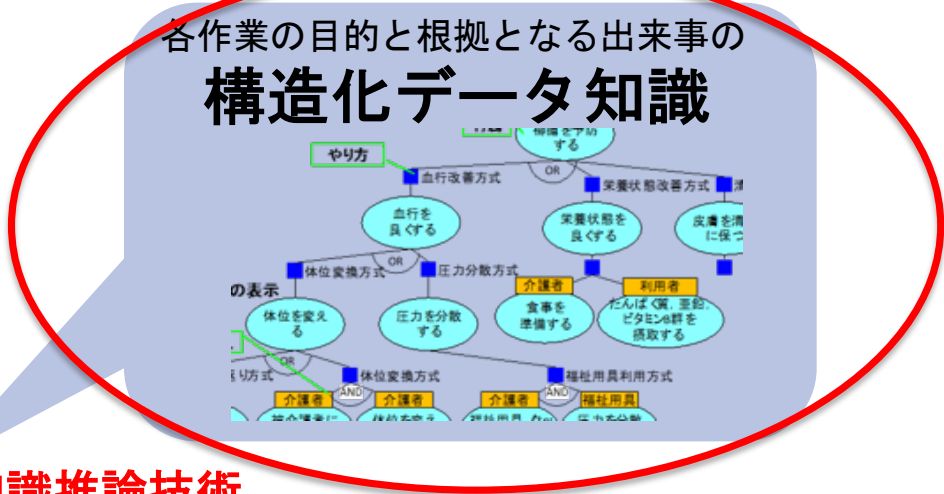 各作業の目的と根拠となる出来事の
構造化データ知識
する
やり方
OR
血行改善方式
栄養状態改善方式
血行を
良くする
栄養状態を
良くする
皮膚を清
に保つ
OR
体位変換方式
圧力分散方式
の表示
介護者
利用者
体位を変え
る
圧力を分散
する
食事を
準備する
たんぱく質、亜鉛、
ビタミンB群を
摂取する
OR
り方式
体位変換方式
福祉用具利用方式
AND
AND
介護者
介護者
介護者
福祉用具
識推論技術